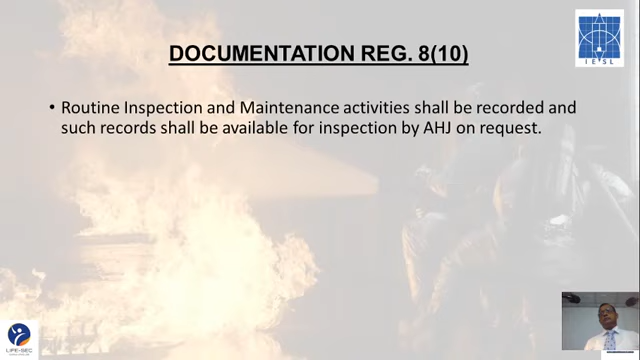 DOCUMENTATION REG. 8(10)
• Routine Inspection and Maintenance activities shall be recorded and
such records shall be available for inspection by AHJ on request.
I E S L
LIFE-SEC